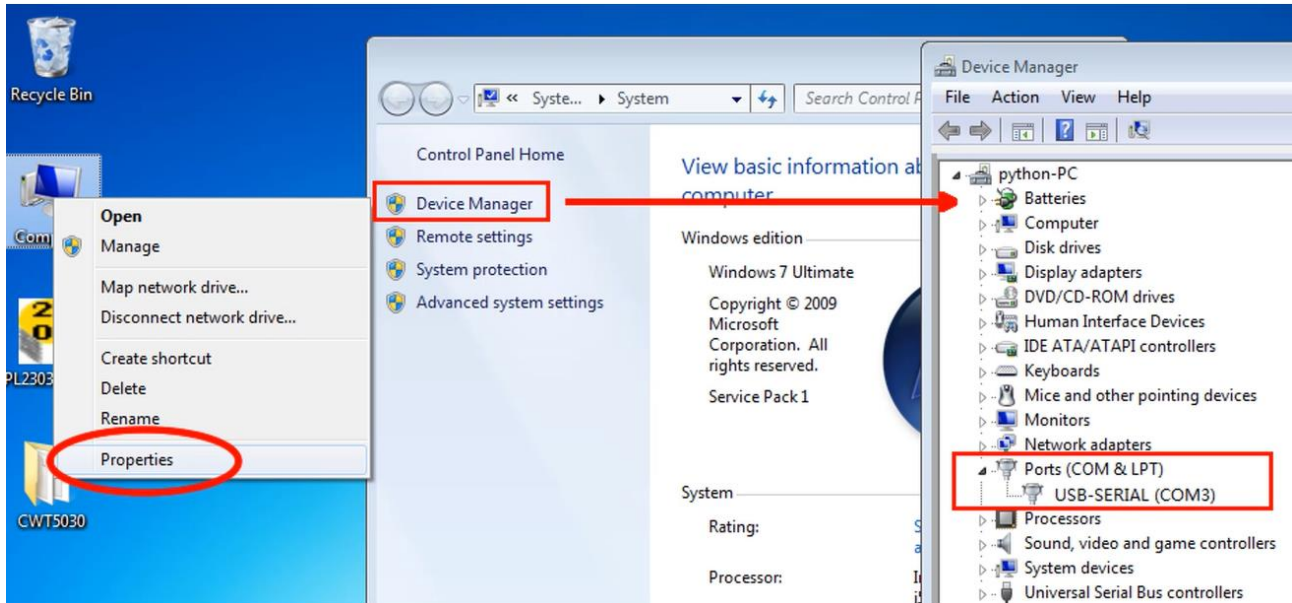 Recycle Bin
Com
PL2303
CWT5030
Open
Manage
Map network drive...
Disconnect network drive...
Create shortcut
Delete
Rename
Properties
« Syste... ▸ System
Search Control P
Control Panel Home
Device Manager
Remote settings
System protection
Advanced system settings
View basic information ab
computer
Windows edition
Windows 7 Ultimate
Copyright © 2009
Microsoft
Corporation. All
rights reserved.
Service Pack 1
System
Rating:
Processor:
Device Manager
File Action View Help
python-PC
Batteries
Computer
Disk drives
Display adapters
DVD/CD-ROM drives
Human Interface Devices
IDE ATA/ATAPI controllers
Keyboards
Mice and other pointing devices
Monitors
Network adapters
Ports (COM & LPT)
USB-SERIAL (COM3)
Processors
Sound, video and game controllers
System devices
Universal Serial Bus controllers